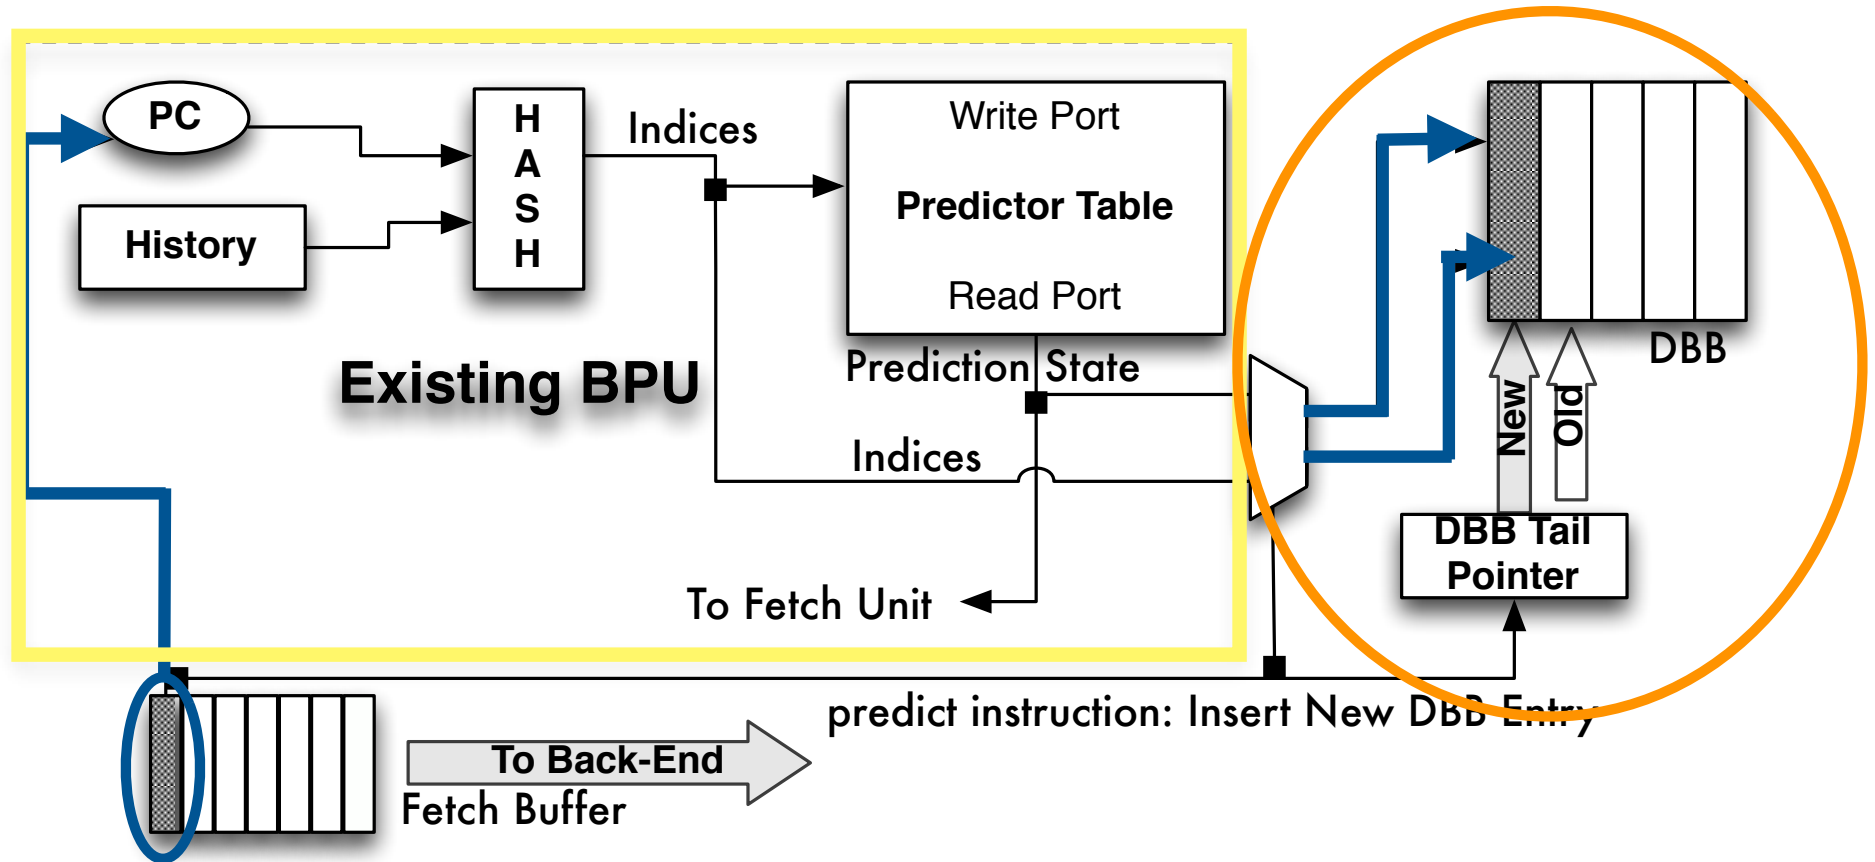 PC
History
H
A
S
H
Indices
Write Port
Predictor Table
Read Port
Existing BPU
Prediction State
Indices
To Fetch Unit
DBB
New
Old
DBB Tail
Pointer
predict instruction: Insert New DBB Entry
To Back-End
Fetch Buffer